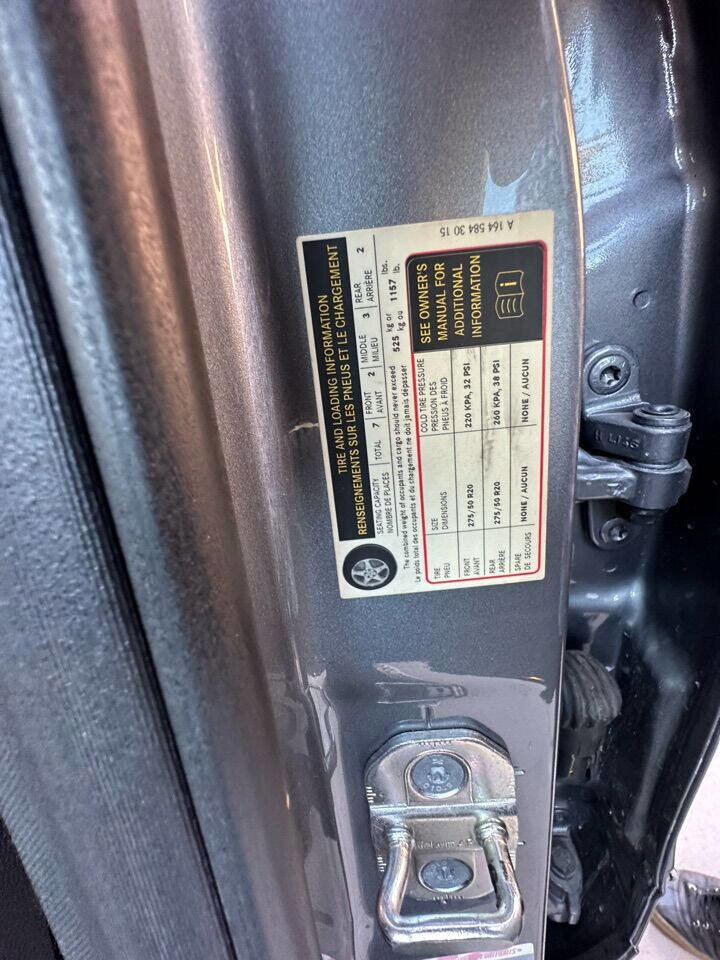 TIRE AND LOADING INFORMATION
RENSEIGNEMENTS SUR LES PNEUS ET LE CHARGEMENT
SEATING CAPACITY TOTAL 7 FRONT 2 MIDDLE 3 REAR 2
NOMBRE DE PLACES AVANT MILIEU ARRIÈRE
The combined weight of occupants and cargo should never exceed 525 kg or 1157 lbs.
Le poids total des occupants et du chargement ne doit jamais dépasser kg ou lb.
TIRE SIZE COLD TIRE PRESSURE
PNEU DIMENSIONS PRESSION DES
PNEUS À FROID
FRONT 275/50 R20 220 KPA, 32 PSI
AVANT
REAR 275/50 R20 260 KPA, 38 PSI
ARRIÈRE
SPARE NONE / AUCUN NONE / AUCUN
DE SECOURS
SEE OWNER'S
MANUAL FOR
ADDITIONAL
INFORMATION
A 164 584 30 15